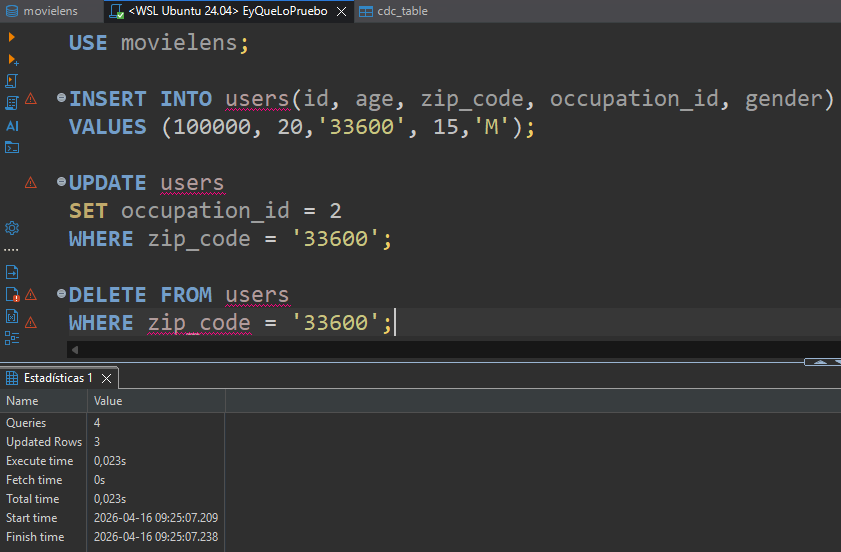 movielens
<WSL Ubuntu 24.04> EyQueLoPruebo
cdc_table
USE movielens;
INSERT INTO users(id, age, zip_code, occupation_id, gender)
VALUES (100000, 20,'33600', 15,'M');
UPDATE users
SET occupation_id = 2
WHERE zip_code = '33600';
DELETE FROM users
WHERE zip_code = '33600';
AI
Estadísticas 1
Name Value
Queries 4
Updated Rows 3
Execute time 0,023s
Fetch time 0s
Total time 0,023s
Start time 2026-04-16 09:25:07.209
Finish time 2026-04-16 09:25:07.238